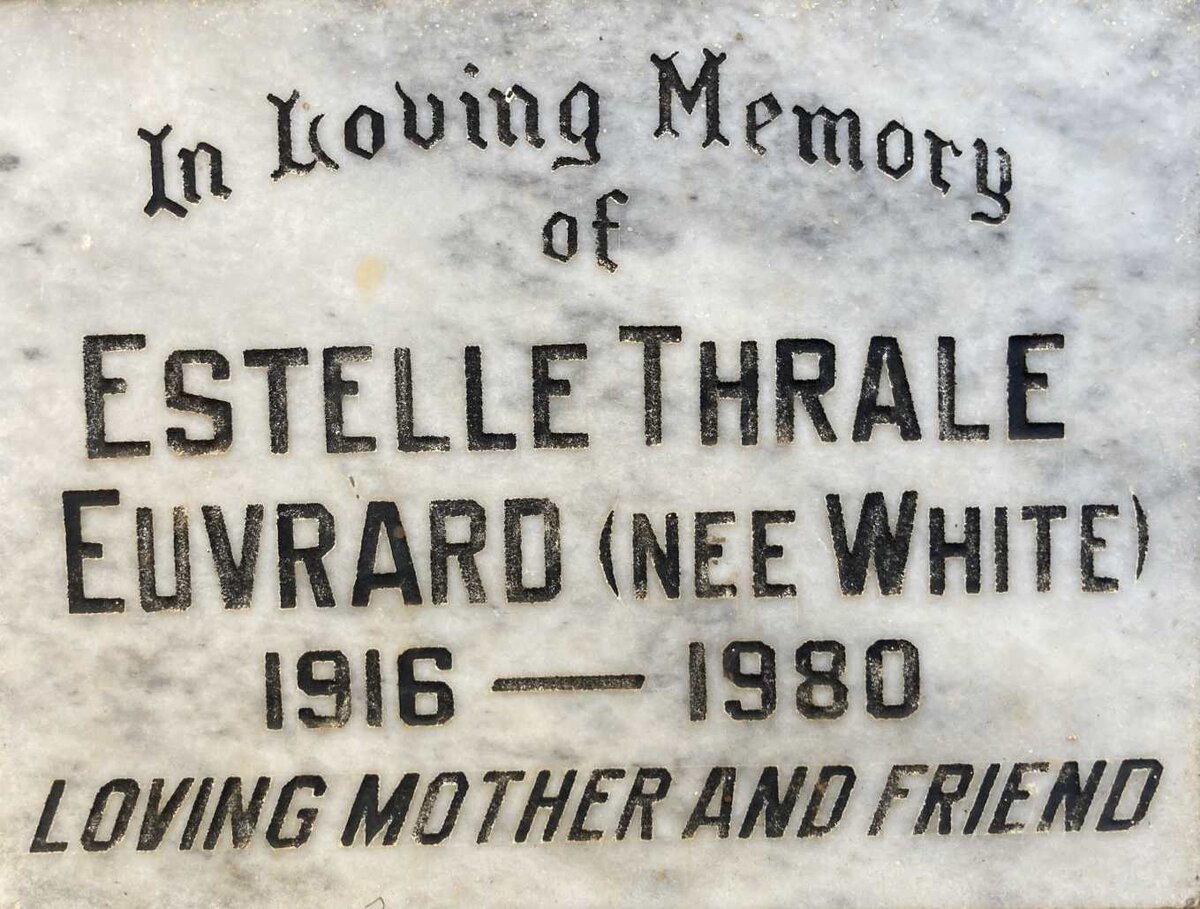 In Loving Memory
of
ESTELLE THRALE
EUVRARD (NEE WHITE)
1916 — 1980
LOVING MOTHER AND FRIEND